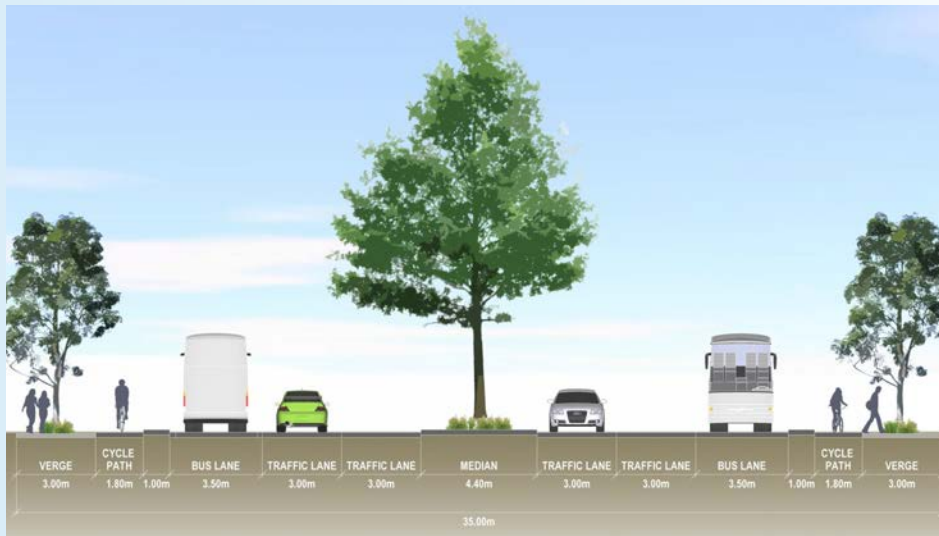 VERGE
3.00m
CYCLE
PATH
1.80m
1.00m
BUS LANE
3.50m
TRAFFIC LANE
3.00m
TRAFFIC LANE
3.00m
MEDIAN
4.40m
TRAFFIC LANE
3.00m
TRAFFIC LANE
3.00m
BUS LANE
3.50m
1.00m
CYCLE
PATH
1.80m
VERGE
3.00m
35.00m